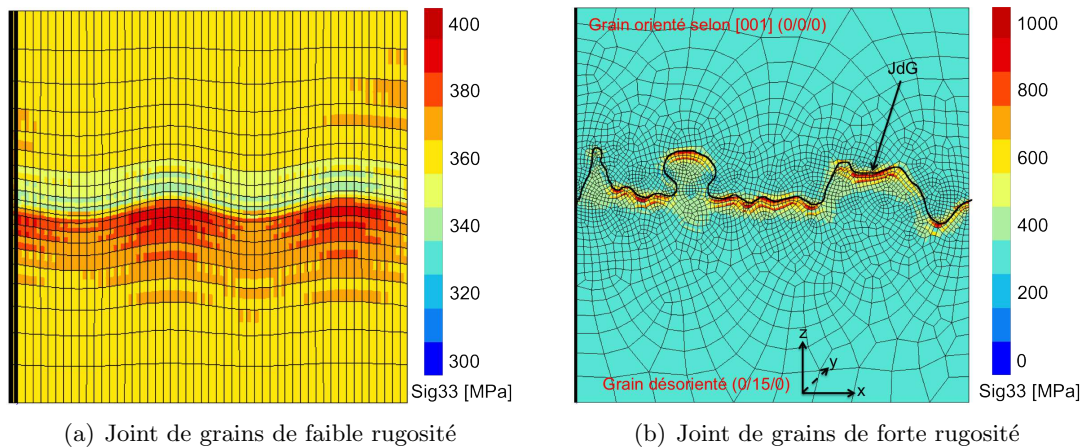 400
380
360
340
320
300
Sig33 [MPa]
(a) Joint de grains de faible rugosité
Grain orienté selon [001] (0/0/0)
JdG
z
y
x
Grain désorienté (0/15/0)
1000
800
600
400
200
0
Sig33 [MPa]
(b) Joint de grains de forte rugosité